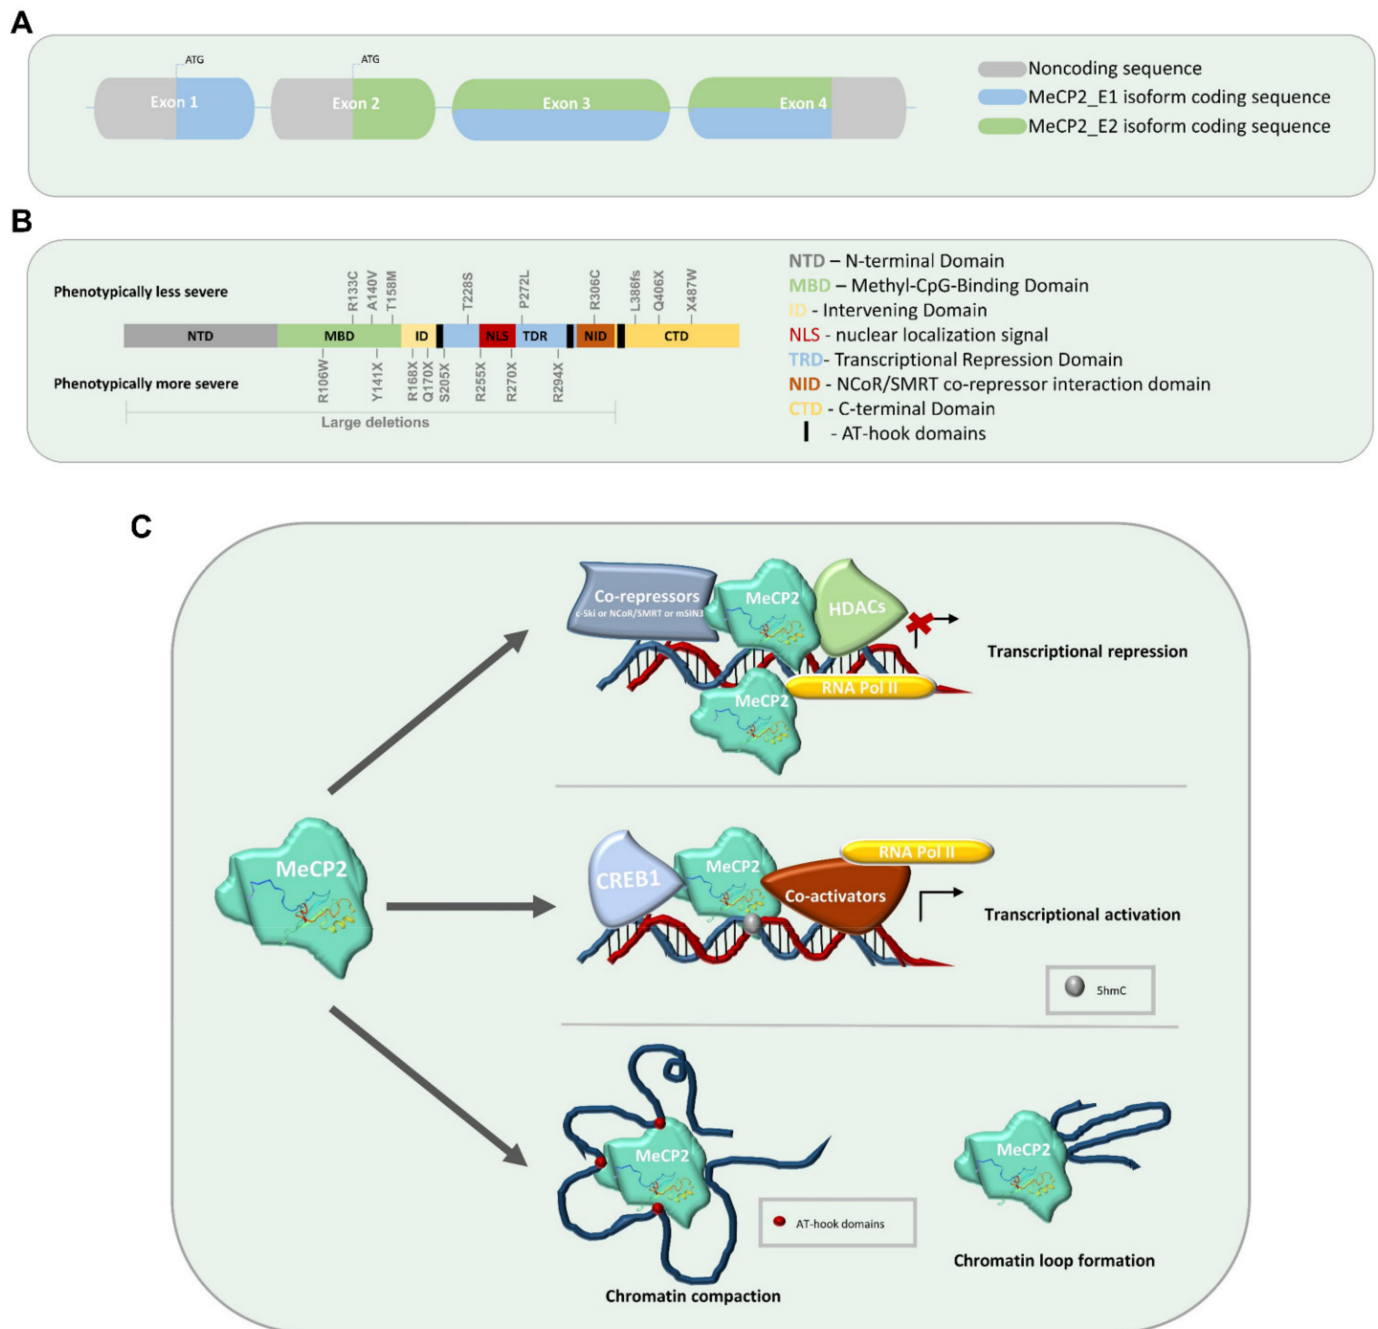 A
ATG
ATG
Exon 1
Exon 2
Exon 3
Exon 4
Noncoding sequence
MeCP2_E1 isoform coding sequence
MeCP2_E2 isoform coding sequence
B
Phenotypically less severe
R133C
A140V
T158M
T228S
P272L
R306C
L386fs
Q406X
X487W
NTD
MBD
ID
NLS
TDR
NID
CTD
Phenotypically more severe
R106W
Y141X
R168X
Q170X
S205X
R255X
R270X
R294X
Large deletions
NTD – N-terminal Domain
MBD – Methyl-CpG-Binding Domain
ID - Intervening Domain
NLS - nuclear localization signal
TRD- Transcriptional Repression Domain
NID - NCoR/SMRT co-repressor interaction domain
CTD - C-terminal Domain
- AT-hook domains
C
Co-repressors
c-Ski or NCoR/SMRT or mSIN3
MeCP2
HDACs
Transcriptional repression
RNA Pol II
MeCP2
MeCP2
CREB1
MeCP2
RNA Pol II
Co-activators
Transcriptional activation
5hmC
MeCP2
AT-hook domains
Chromatin compaction
MeCP2
Chromatin loop formation